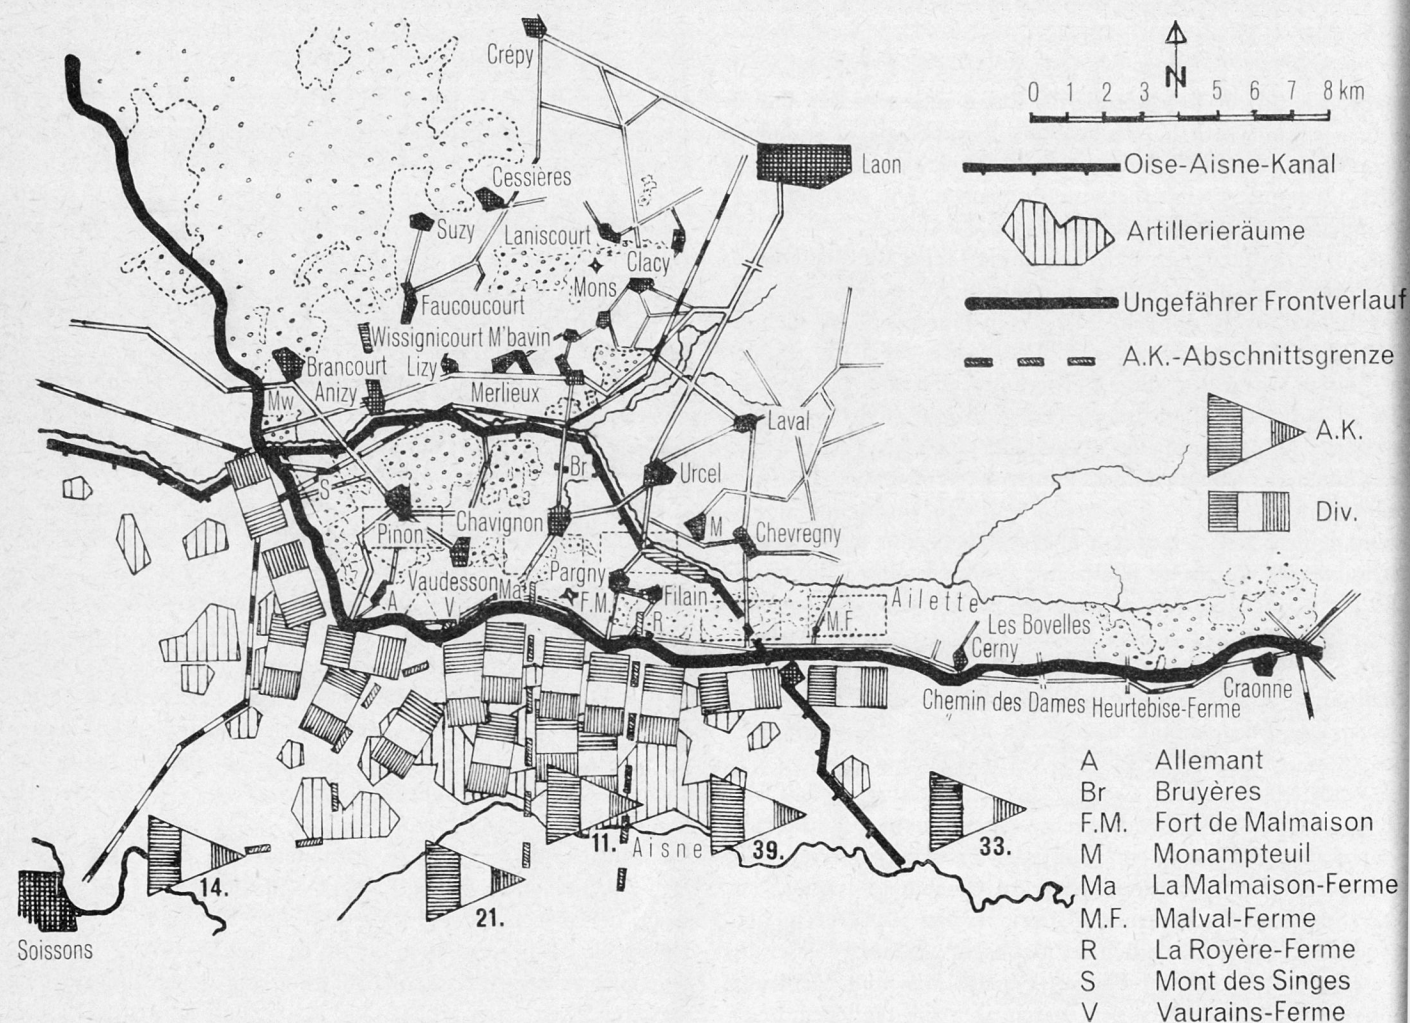 Crépy
N
0 1 2 3 5 6 7 8 km
Laon
Oise-Aisne-Kanal
Cessières
Suzy
Laniscourt
Artillerieräume
Clacy
Mons
Faucoucourt
Ungefährer Frontverlauf
Wissignicourt M'bavin
Brancourt
Lizy
A.K.-Abschnittsgrenze
Anizy
Merlieux
Mw
Laval
A.K.
Br
Urcel
S
Chavignon
M
Div.
Pinon
Chevregny
Pargny
Vaudesson
Ma
F.M.
Filain
Ailette
A
V
R
M.F.
Les Bovelles
Cerny
Craonne
Chemin des Dames
Heurtebise-Ferme
A Allemant
Br Bruyères
F.M. Fort de Malmaison
11.
Aisne
39.
33.
M Monampteuil
14.
Ma La Malmaison-Ferme
21.
M.F. Malval-Ferme
Soissons
R La Royère-Ferme
S Mont des Singes
V Vaurains-Ferme